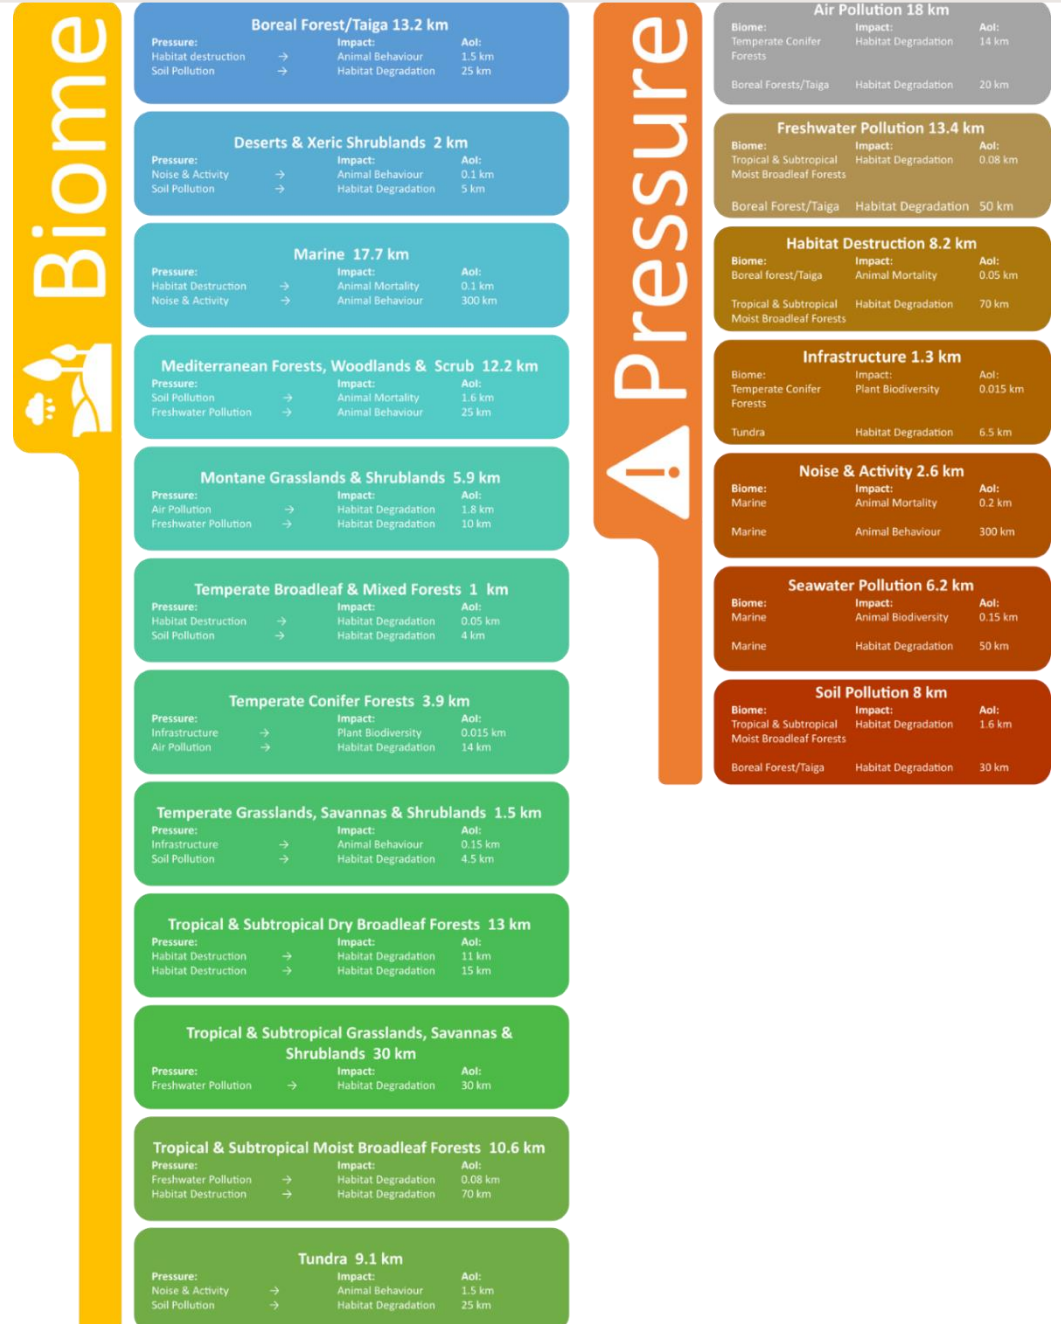 Biome
Boreal Forest/Taiga 13.2 km
Pressure: Impact: AoI:
Habitat destruction → Animal Behaviour 1.5 km
Soil Pollution → Habitat Degradation 25 km
Deserts & Xeric Shrublands 2 km
Pressure: Impact: AoI:
Noise & Activity → Animal Behaviour 0.1 km
Soil Pollution → Habitat Degradation 5 km
Marine 17.7 km
Pressure: Impact: AoI:
Habitat Destruction → Animal Mortality 0.1 km
Noise & Activity → Animal Behaviour 300 km
Mediterranean Forests, Woodlands & Scrub 12.2 km
Pressure: Impact: AoI:
Soil Pollution → Animal Mortality 1.6 km
Freshwater Pollution → Animal Behaviour 25 km
Montane Grasslands & Shrublands 5.9 km
Pressure: Impact: AoI:
Air Pollution → Habitat Degradation 1.8 km
Freshwater Pollution → Habitat Degradation 10 km
Temperate Broadleaf & Mixed Forests 1 km
Pressure: Impact: AoI:
Habitat Destruction → Habitat Degradation 0.05 km
Soil Pollution → Habitat Degradation 4 km
Temperate Conifer Forests 3.9 km
Pressure: Impact: AoI:
Infrastructure → Plant Biodiversity 0.015 km
Air Pollution → Habitat Degradation 14 km
Temperate Grasslands, Savannas & Shrublands 1.5 km
Pressure: Impact: AoI:
Infrastructure → Animal Behaviour 0.15 km
Soil Pollution → Habitat Degradation 4.5 km
Tropical & Subtropical Dry Broadleaf Forests 13 km
Pressure: Impact: AoI:
Habitat Destruction → Habitat Degradation 11 km
Habitat Destruction → Habitat Degradation 15 km
Tropical & Subtropical Grasslands, Savannas &
Shrublands 30 km
Pressure: Impact: AoI:
Freshwater Pollution → Habitat Degradation 30 km
Tropical & Subtropical Moist Broadleaf Forests 10.6 km
Pressure: Impact: AoI:
Freshwater Pollution → Habitat Degradation 0.08 km
Habitat Destruction → Habitat Degradation 70 km
Tundra 9.1 km
Pressure: Impact: AoI:
Noise & Activity → Animal Behaviour 1.5 km
Soil Pollution → Habitat Degradation 25 km
Pressure
Air Pollution 18 km
Biome: Impact: AoI:
Temperate Conifer Habitat Degradation 14 km
Forests
Boreal Forests/Taiga Habitat Degradation 20 km
Freshwater Pollution 13.4 km
Biome: Impact: AoI:
Tropical & Subtropical Habitat Degradation 0.08 km
Moist Broadleaf Forests
Boreal Forest/Taiga Habitat Degradation 50 km
Habitat Destruction 8.2 km
Biome: Impact: AoI:
Boreal forest/Taiga Animal Mortality 0.05 km
Tropical & Subtropical Habitat Degradation 70 km
Moist Broadleaf Forests
Infrastructure 1.3 km
Biome: Impact: AoI:
Temperate Conifer Plant Biodiversity 0.015 km
Forests
Tundra Habitat Degradation 6.5 km
Noise & Activity 2.6 km
Biome: Impact: AoI:
Marine Animal Mortality 0.2 km
Marine Animal Behaviour 300 km
Seawater Pollution 6.2 km
Biome: Impact: AoI:
Marine Animal Biodiversity 0.15 km
Marine Habitat Degradation 50 km
Soil Pollution 8 km
Biome: Impact: AoI:
Tropical & Subtropical Habitat Degradation 1.6 km
Moist Broadleaf Forests
Boreal Forest/Taiga Habitat Degradation 30 km